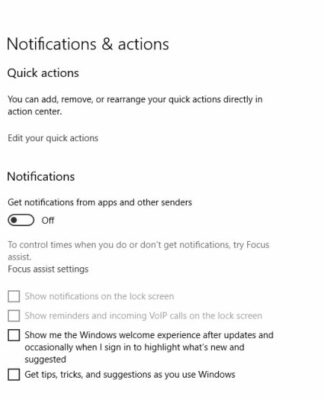 Notifications & actions
Quick actions
You can add, remove, or rearrange your quick actions directly in
action center.
Edit your quick actions
Notifications
Get notifications from apps and other senders
Off
To control times when you do or don't get notifications, try Focus
assist.
Focus assist settings
Show notifications on the lock screen
Show reminders and incoming VoIP calls on the lock screen
Show me the Windows welcome experience after updates and
occasionally when I sign in to highlight what's new and
suggested
Get tips, tricks, and suggestions as you use Windows